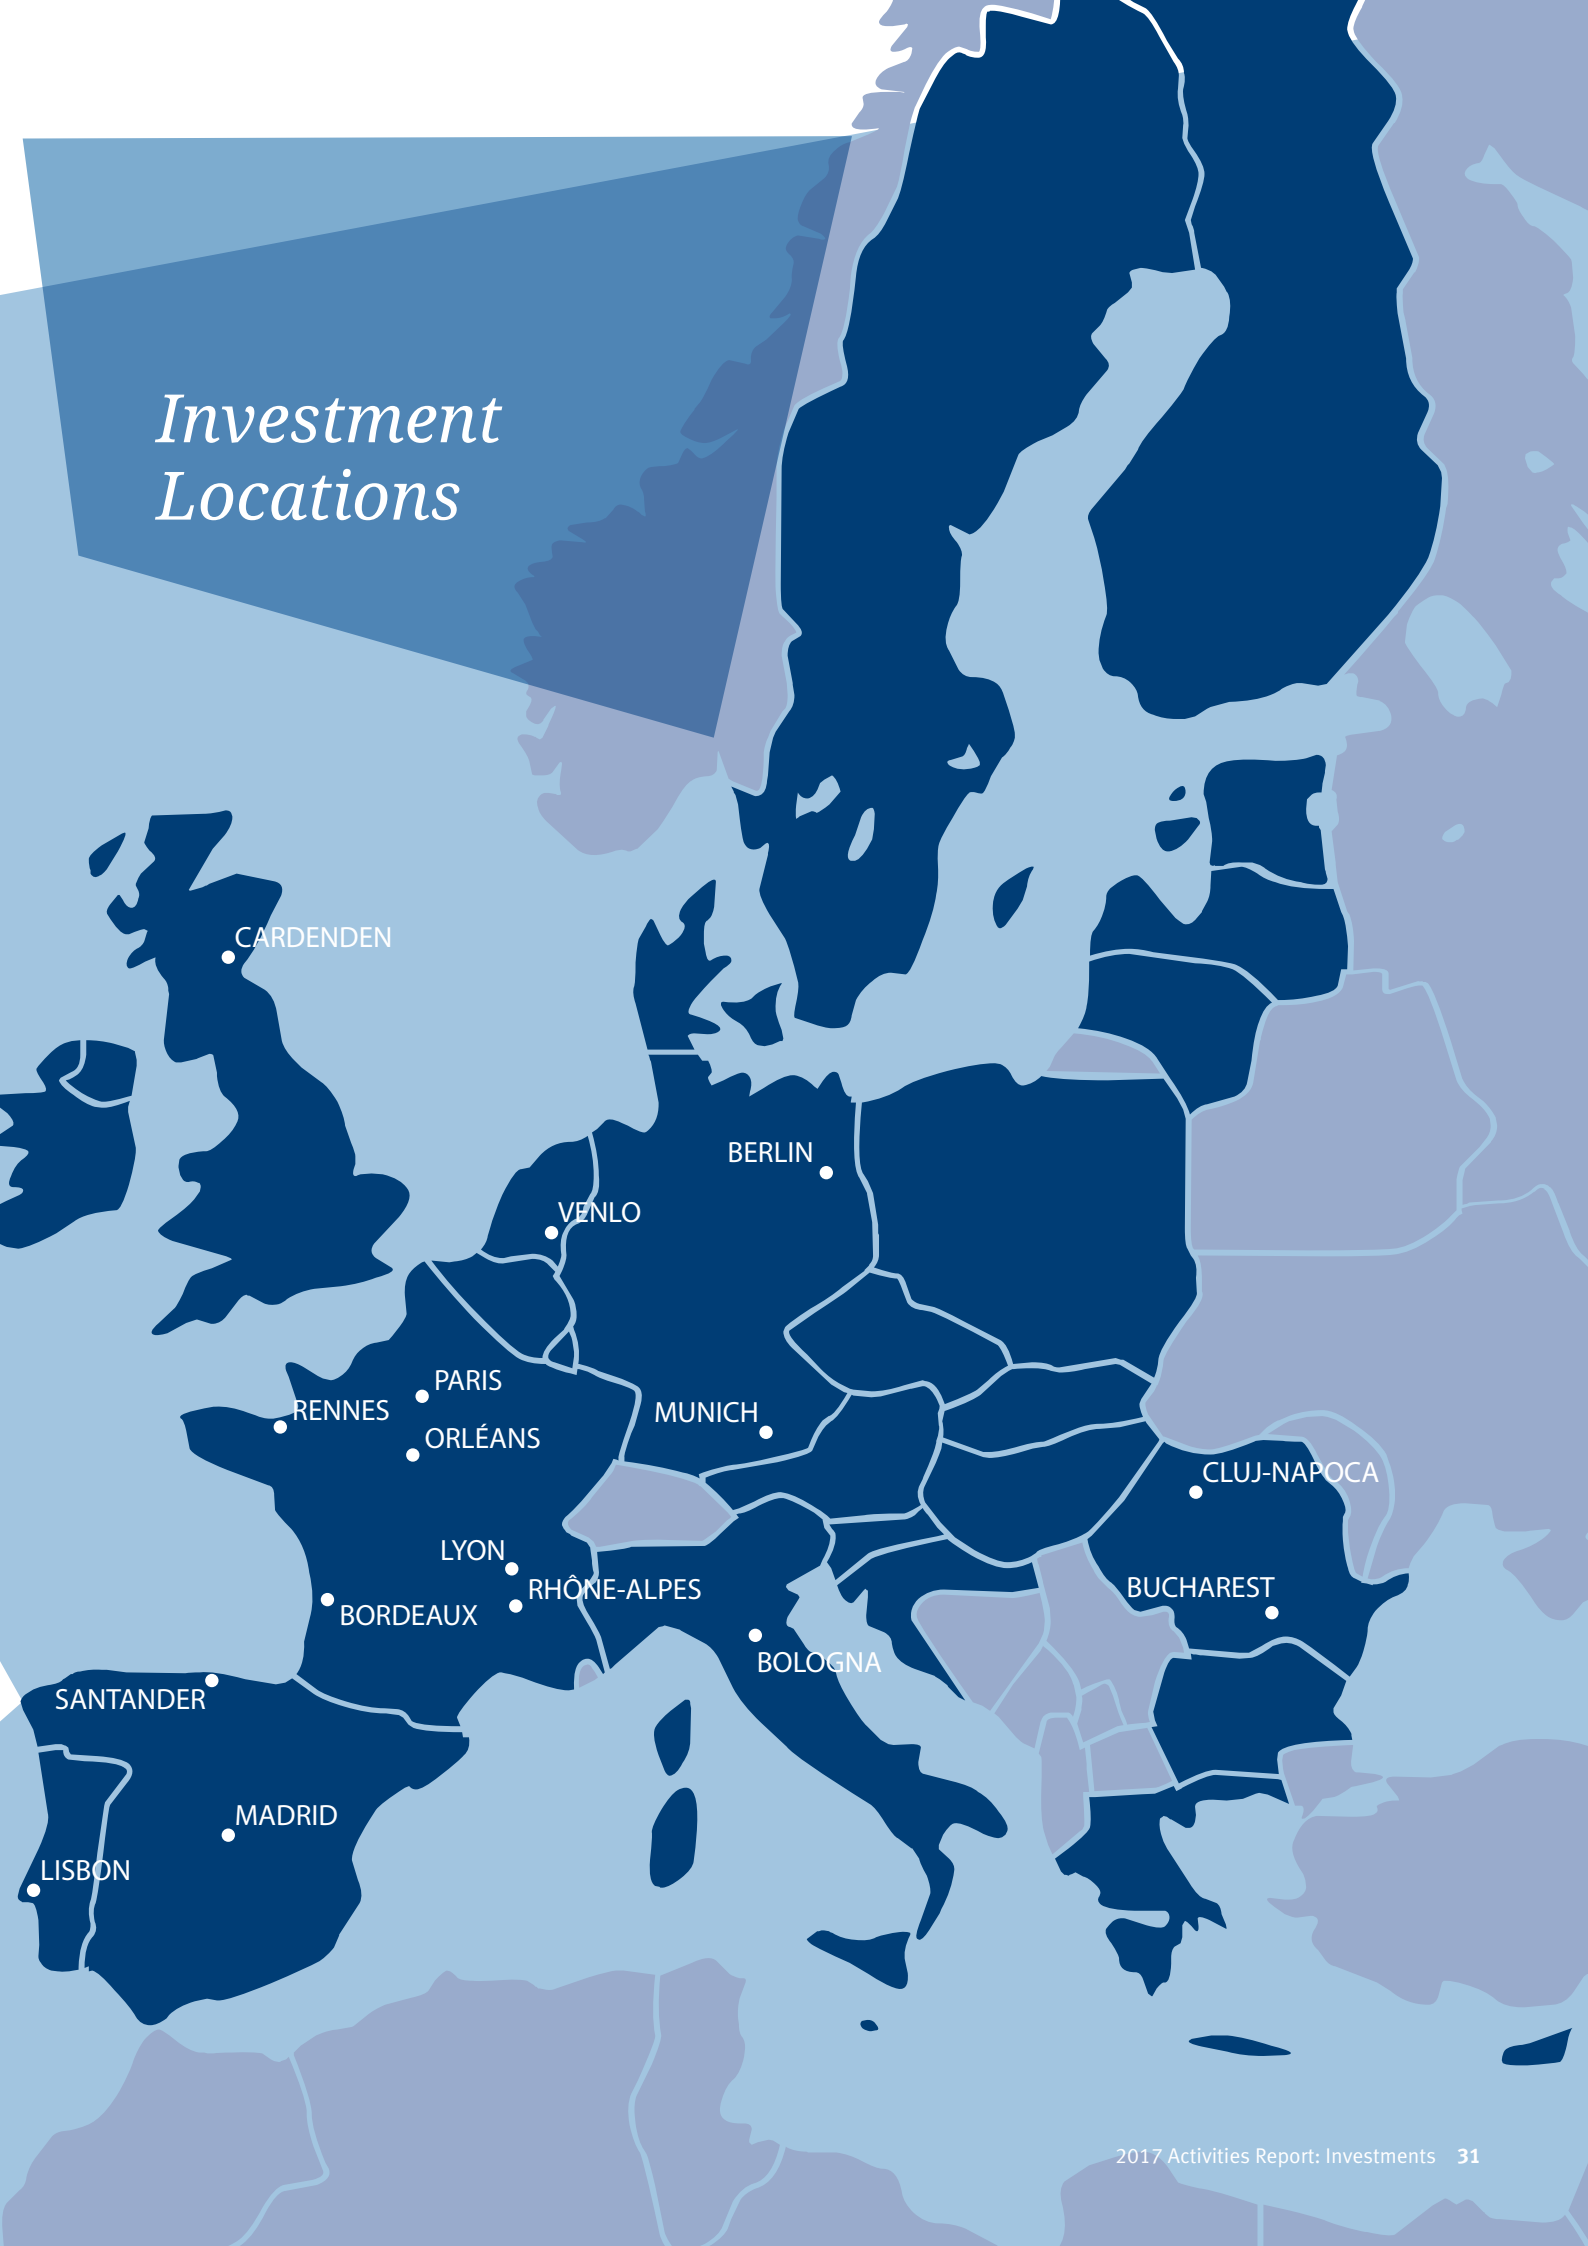 Investment
Locations
CARDENDEN
BERLIN
VENLO
PARIS
RENNES
MUNICH
ORLÉANS
CLUJ-NAPOCA
LYON
RHÔNE-ALPES
BUCHAREST
BORDEAUX
BOLOGNA
SANTANDER
MADRID
LISBON
2017 Activities Report: Investments 31